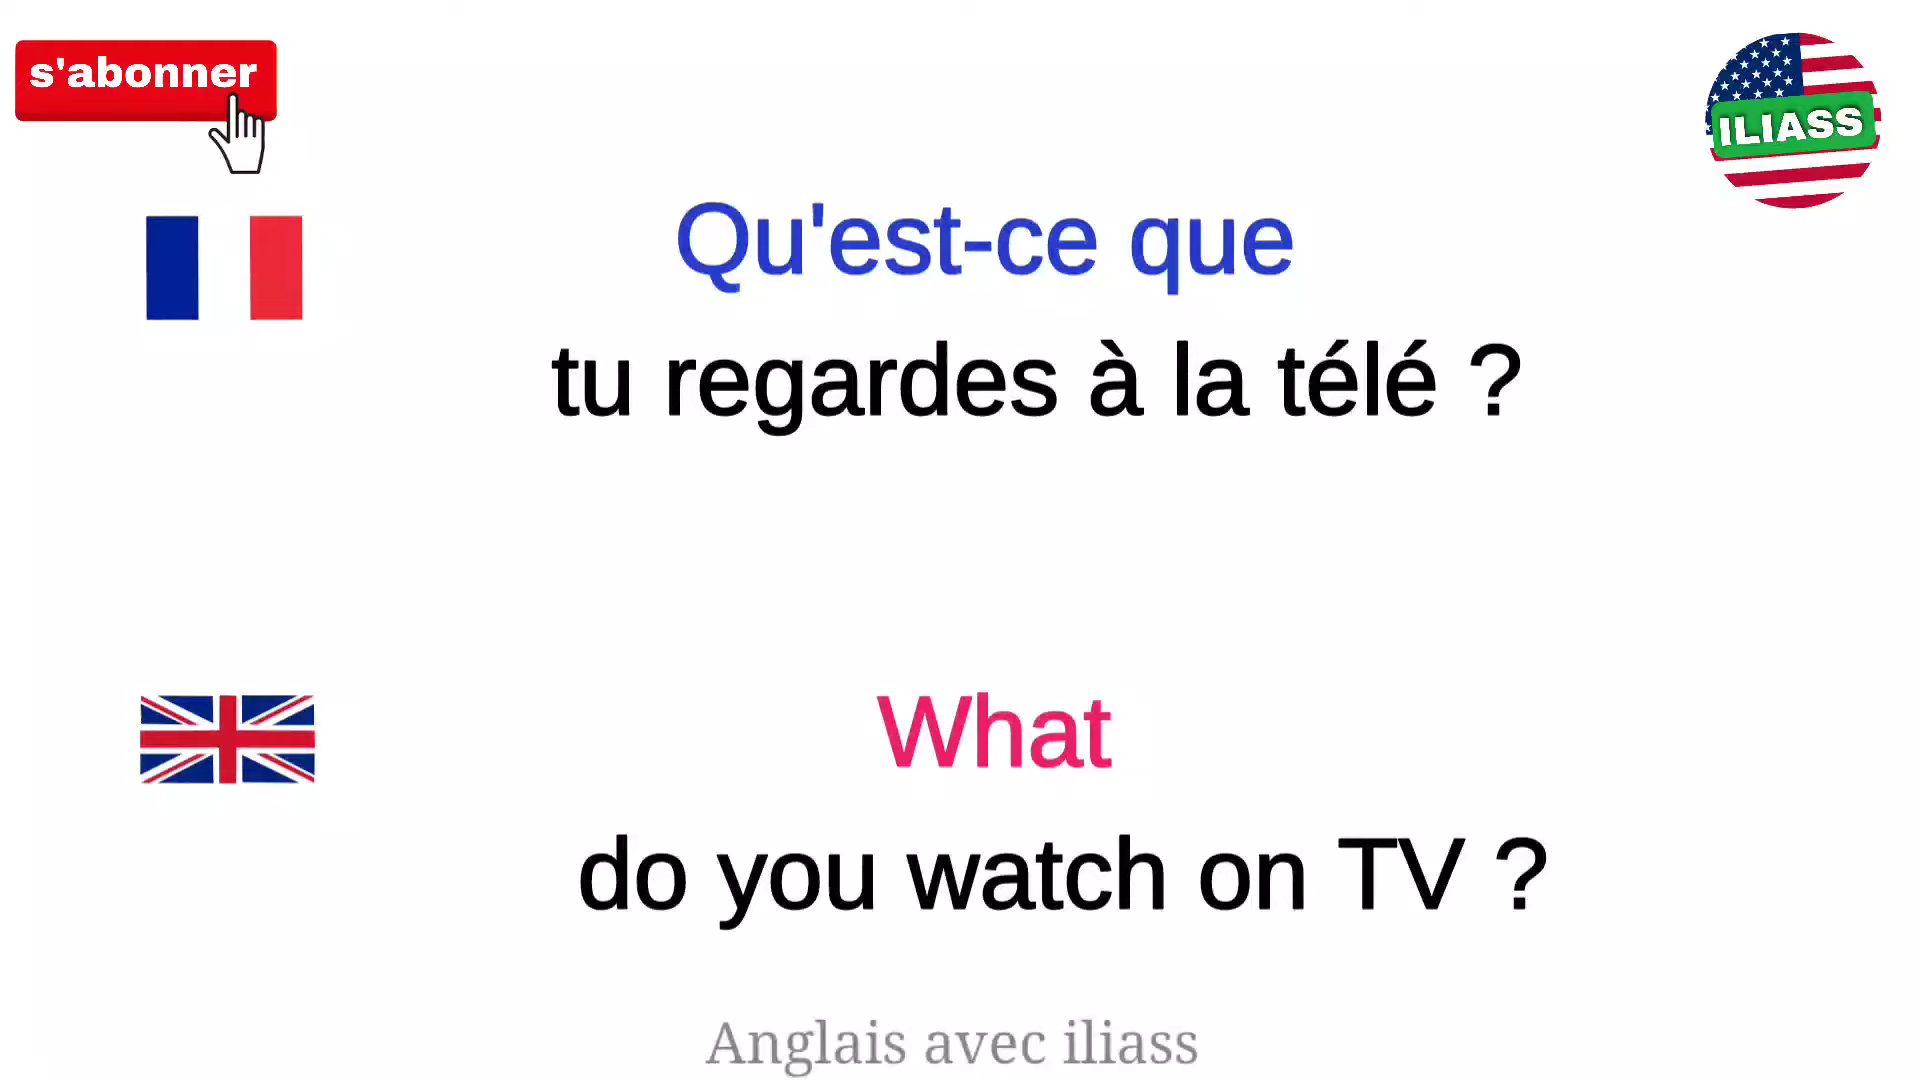 s'abonner
ILIASS
Qu'est-ce que
tu regardes à la télé ?
What
do you watch on TV ?
Anglais avec iliass